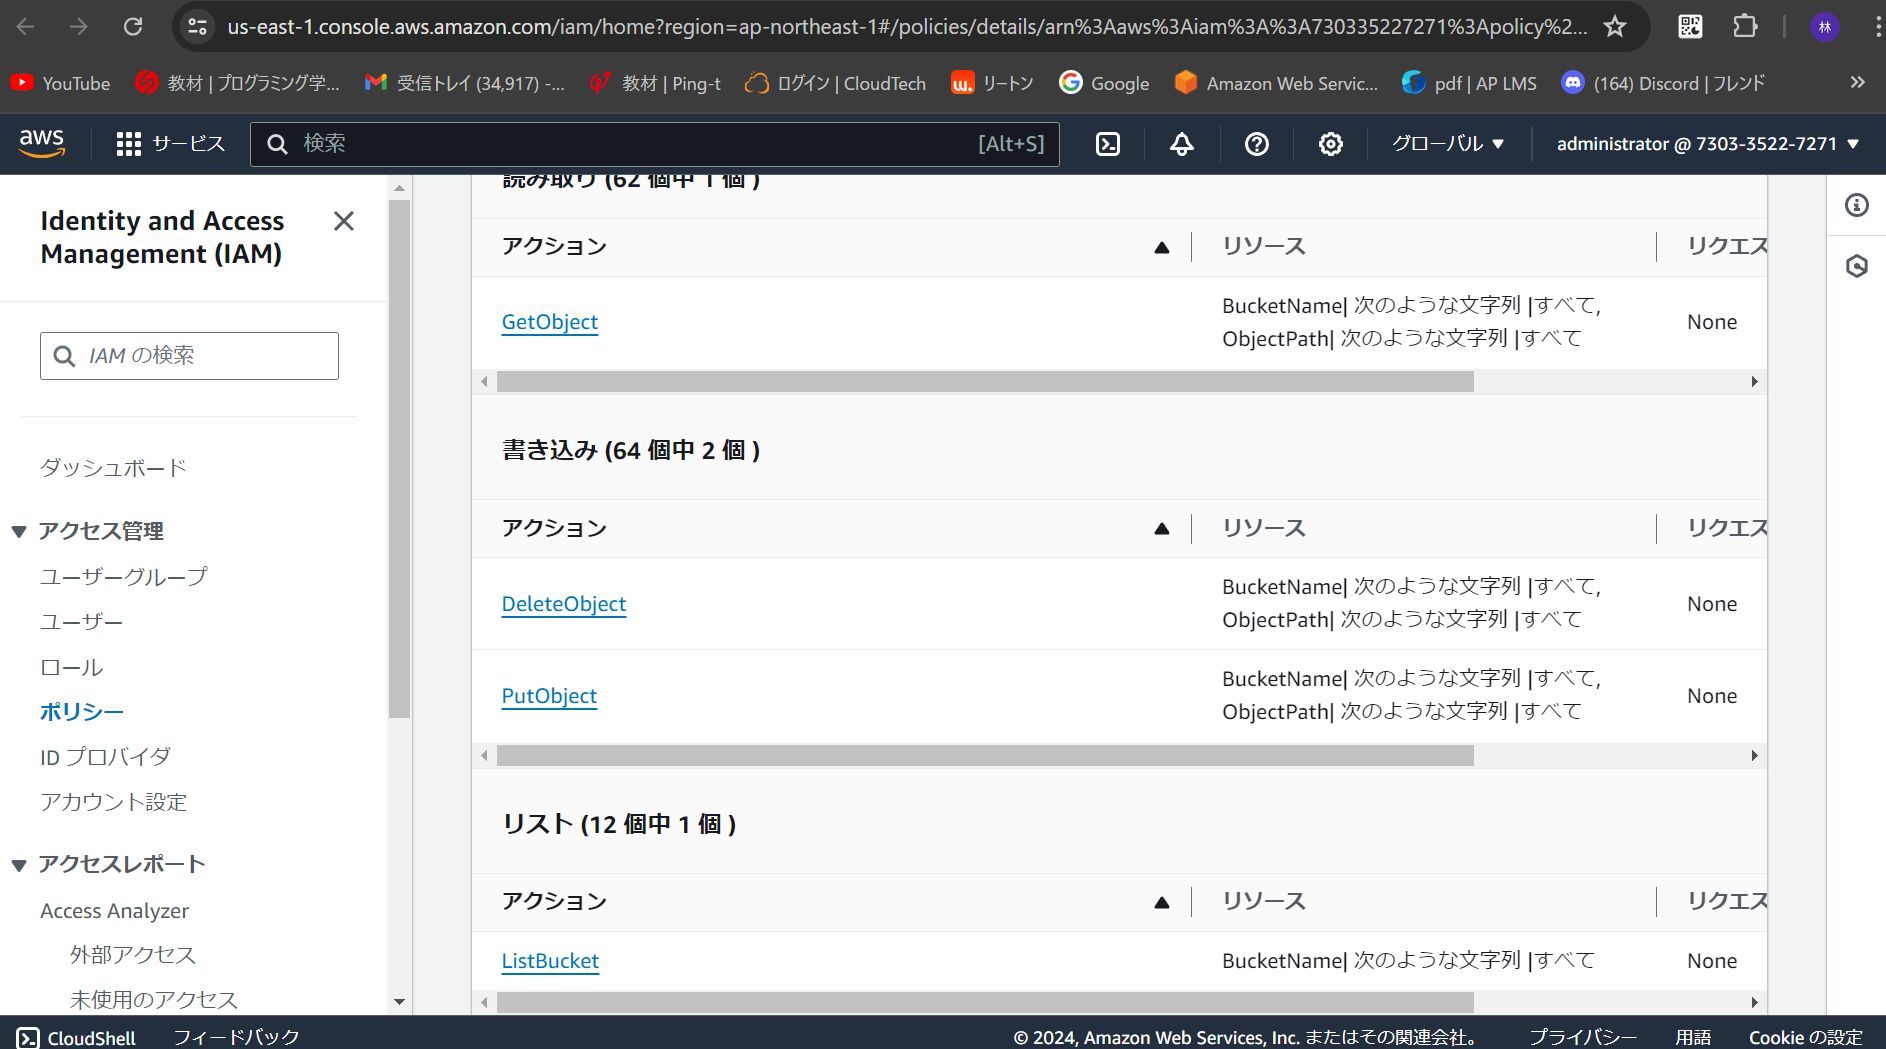 us-east-1.console.aws.amazon.com/iam/home?region=ap-northeast-1#/policies/details/arn%3Aaws%3Aiam%3A%3A730335227271%3Apolicy%2...
林
YouTube
教材 | プログラミング学...
受信トレイ (34,917) -...
教材 | Ping-t
ログイン | CloudTech
w.
リートン
Google
Amazon Web Servic...
pdf | AP LMS
(164) Discord | フレンド
aws
サービス
検索
[Alt+S]
グローバル
administrator @ 7303-3522-7271
Identity and Access
Management (IAM)
IAM の検索
ダッシュボード
アクセス管理
ユーザーグループ
ユーザー
ロール
ポリシー
ID プロバイダ
アカウント設定
アクセスレポート
Access Analyzer
外部アクセス
未使用のアクセス
読み取り (62 個中 1 個 )
アクション
リソース
リクエス
GetObject
BucketName| 次のような文字列 |すべて,
ObjectPath| 次のような文字列 |すべて
None
書き込み (64 個中 2 個 )
アクション
リソース
リクエス
DeleteObject
BucketName| 次のような文字列 |すべて,
ObjectPath| 次のような文字列 |すべて
None
PutObject
BucketName| 次のような文字列 |すべて,
ObjectPath| 次のような文字列 |すべて
None
リスト (12 個中 1 個 )
アクション
リソース
リクエス
ListBucket
BucketName| 次のような文字列 |すべて
None
CloudShell
フィードバック
© 2024, Amazon Web Services, Inc. またはその関連会社。
プライバシー
用語
Cookie の設定